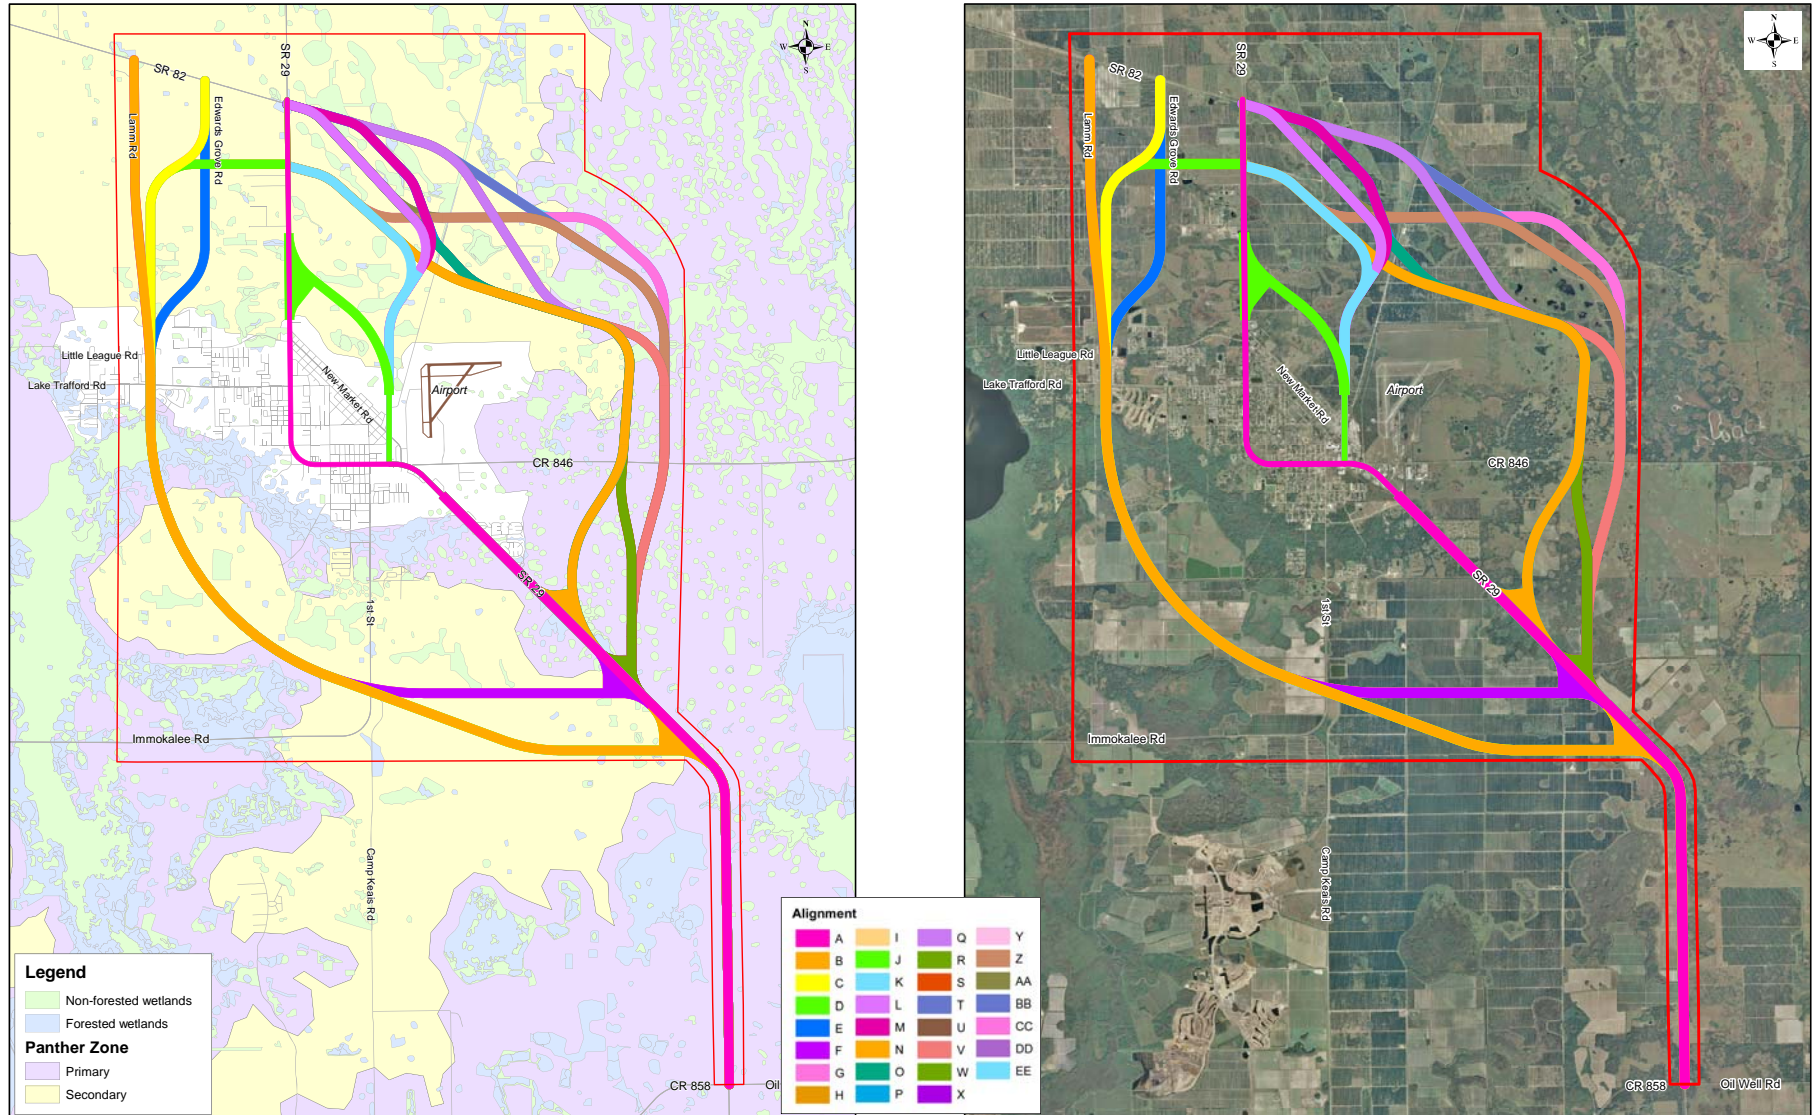 N
W E
S
SR 82
SR 29
Lamm Rd
Edwards Grove Rd
Little League Rd
Lake Trafford Rd
New Market Rd
Airport
CR 846
SR 29
1st St
Immokalee Rd
Camp Keais Rd
CR 858
Oil
Legend
Non-forested wetlands
Forested wetlands
Panther Zone
Primary
Secondary
Alignment
A I Q Y
B J R Z
C K S AA
D L T BB
E M U CC
F N V DD
G O W EE
H P X
N
W E
S
SR 82
SR 29
Lamm Rd
Edwards Grove Rd
Little League Rd
Lake Trafford Rd
New Market Rd
Airport
CR 846
SR 29
1st St
Immokalee Rd
Camp Keais Rd
CR 858
Oil Well Rd